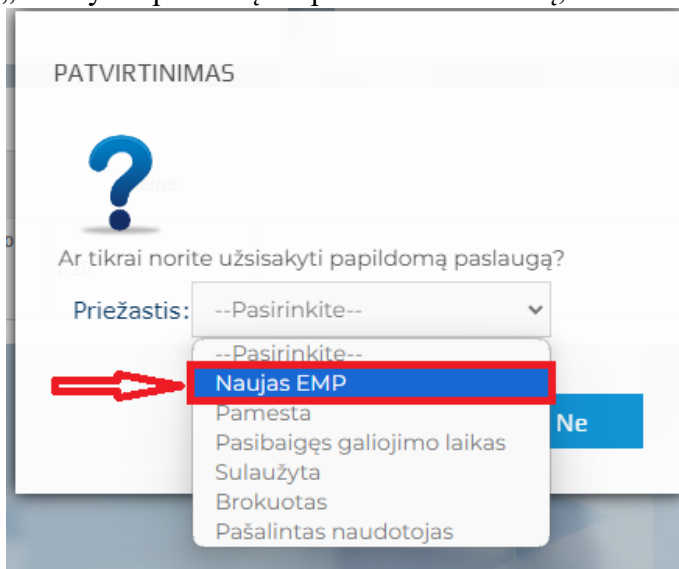 PATVIRTINIMAS
Ar tikrai norite užsisakyti papildomą paslaugą?
Priežastis: --Pasirinkite--
--Pasirinkite--
Naujas EMP
Pamesta
Ne
Pasibaigęs galiojimo laikas
Sulaužyta
Brokuotas
Pašalintas naudotojas